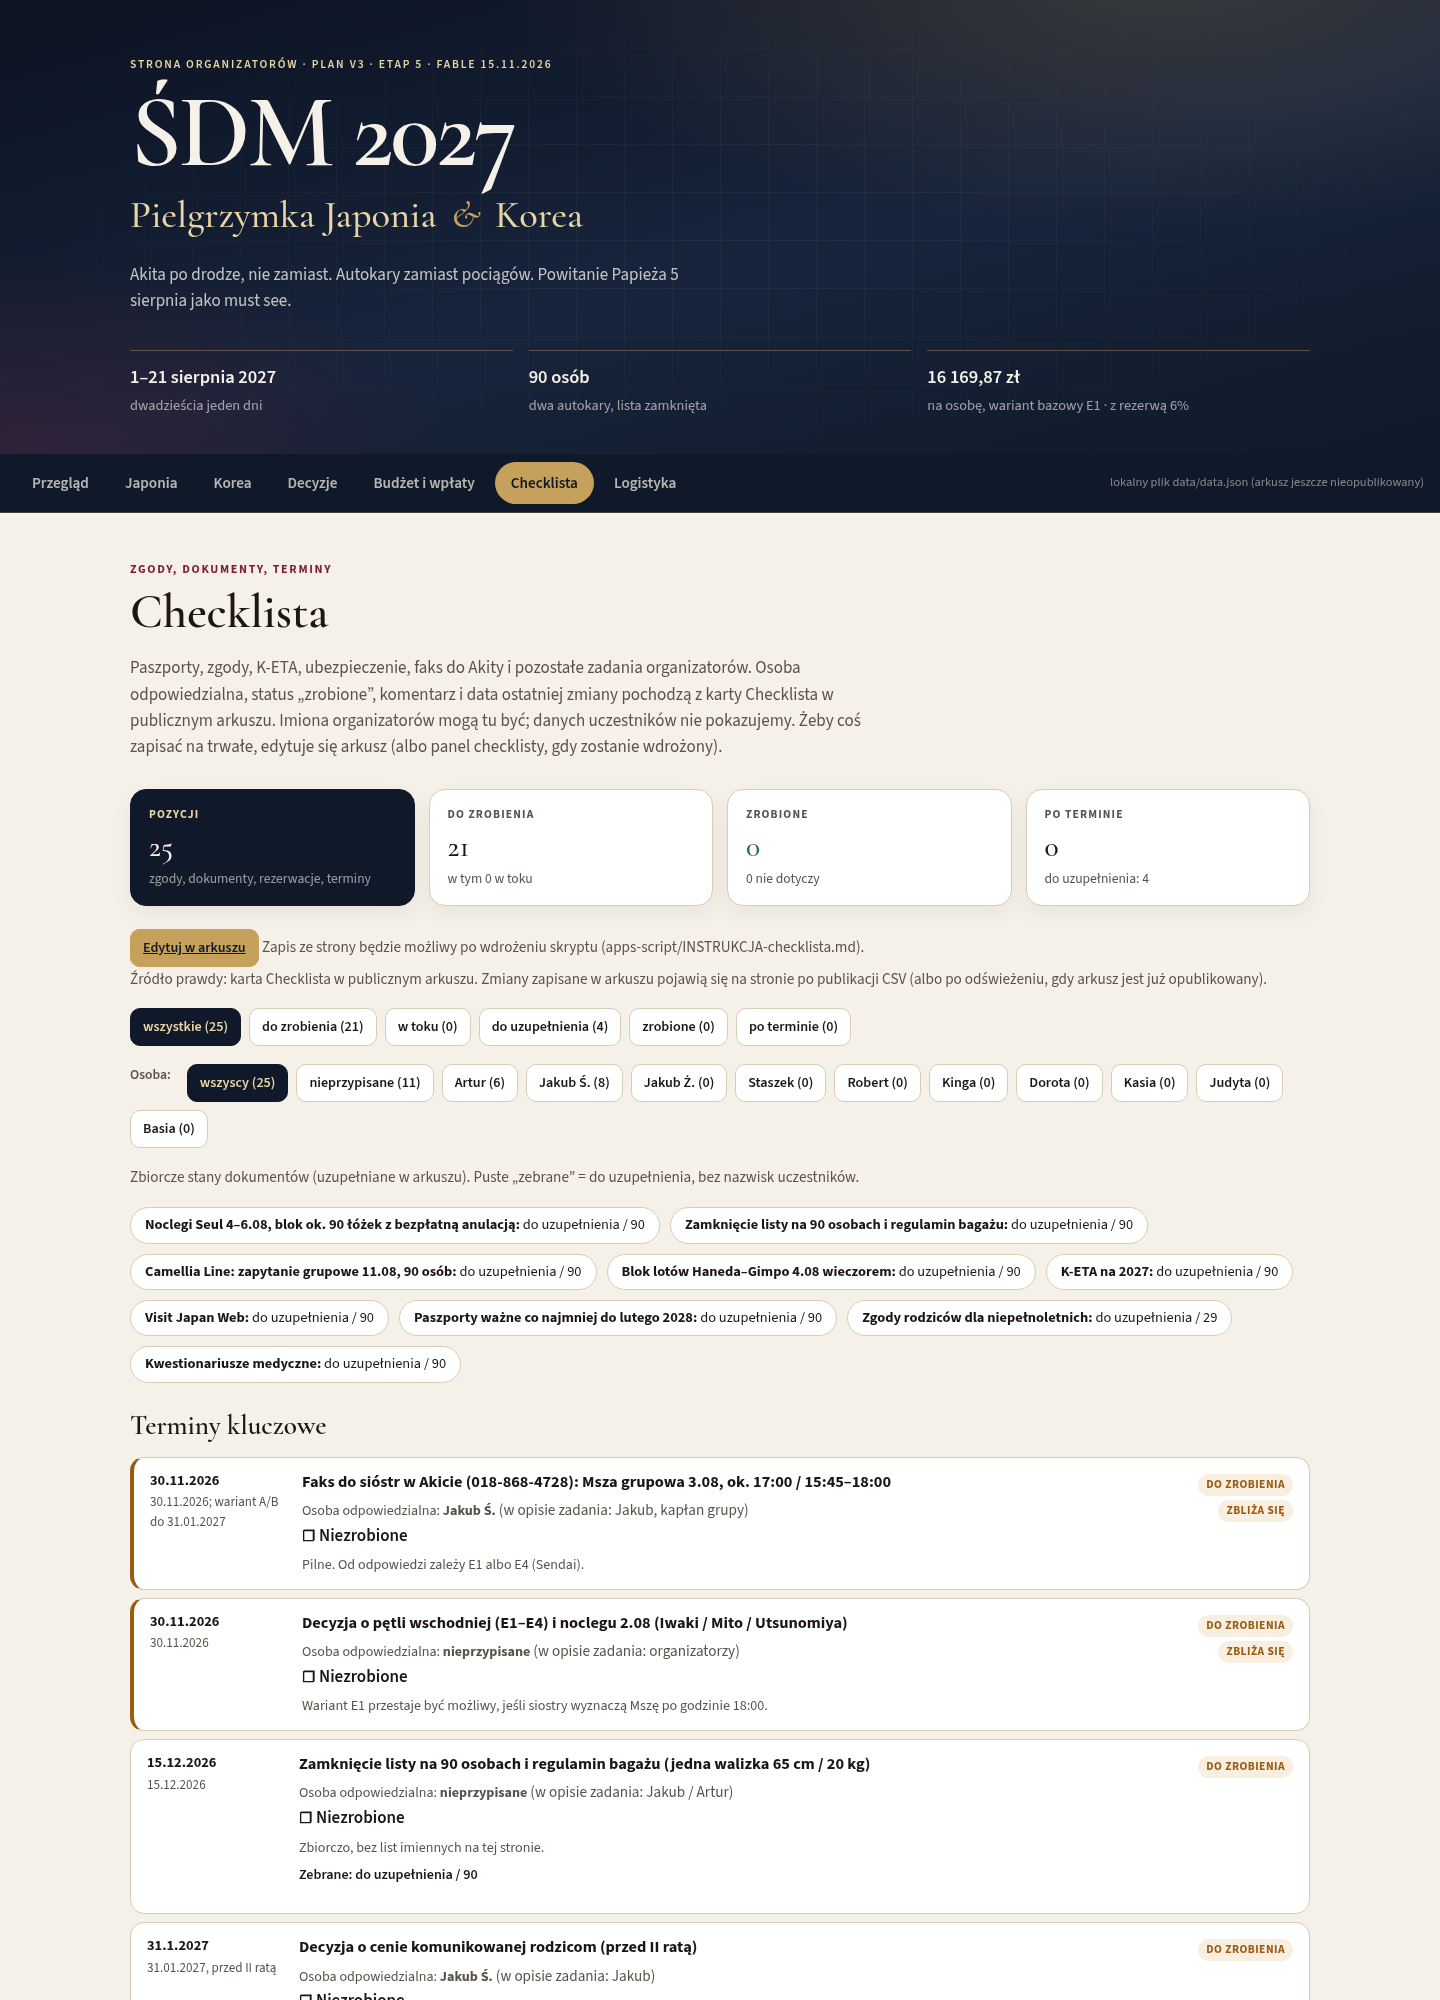 STRONA ORGANIZATORÓW · PLAN V3 · ETAP 5 · FABLE 15.11.2026
ŚDM 2027
Pielgrzymka Japonia & Korea
Akita po drodze, nie zamiast. Autokary zamiast pociągów. Powitanie Papieża 5
sierpnia jako must see.
1–21 sierpnia 2027
dwadzieścia jeden dni
90 osób
dwa autokary, lista zamknięta
16 169,87 zł
na osobę, wariant bazowy E1 · z rezerwą 6%
Przegląd Japonia Korea Decyzje Budżet i wpłaty Checklista Logistyka lokalny plik data/data.json (arkusz jeszcze nieopublikowany)
ZGODY, DOKUMENTY, TERMINY
Checklista
Paszporty, zgody, K-ETA, ubezpieczenie, faks do Akity i pozostałe zadania organizatorów. Osoba
odpowiedzialna, status „zrobione”, komentarz i data ostatniej zmiany pochodzą z karty Checklista w
publicznym arkuszu. Imiona organizatorów mogą tu być; danych uczestników nie pokazujemy. Żeby coś
zapisać na trwałe, edytuje się arkusz (albo panel checklisty, gdy zostanie wdrożony).
POZYCJI
25
zgody, dokumenty, rezerwacje, terminy
DO ZROBIENIA
21
w tym 0 w toku
ZROBIONE
0
0 nie dotyczy
PO TERMINIE
0
do uzupełnienia: 4
Edytuj w arkuszu Zapis ze strony będzie możliwy po wdrożeniu skryptu (apps-script/INSTRUKCJA-checklista.md).
Źródło prawdy: karta Checklista w publicznym arkuszu. Zmiany zapisane w arkuszu pojawią się na stronie po publikacji CSV (albo po odświeżeniu, gdy arkusz jest już opublikowany).
wszystkie (25) do zrobienia (21) w toku (0) do uzupełnienia (4) zrobione (0) po terminie (0)
Osoba: wszyscy (25) nieprzypisane (11) Artur (6) Jakub Ś. (8) Jakub Ż. (0) Staszek (0) Robert (0) Kinga (0) Dorota (0) Kasia (0) Judyta (0)
Basia (0)
Zbiorcze stany dokumentów (uzupełniane w arkuszu). Puste „zebrane” = do uzupełnienia, bez nazwisk uczestników.
Noclegi Seul 4–6.08, blok ok. 90 łóżek z bezpłatną anulacją: do uzupełnienia / 90 Zamknięcie listy na 90 osobach i regulamin bagażu: do uzupełnienia / 90
Camellia Line: zapytanie grupowe 11.08, 90 osób: do uzupełnienia / 90 Blok lotów Haneda–Gimpo 4.08 wieczorem: do uzupełnienia / 90 K-ETA na 2027: do uzupełnienia / 90
Visit Japan Web: do uzupełnienia / 90 Paszporty ważne co najmniej do lutego 2028: do uzupełnienia / 90 Zgody rodziców dla niepełnoletnich: do uzupełnienia / 29
Kwestionariusze medyczne: do uzupełnienia / 90
Terminy kluczowe
30.11.2026
30.11.2026; wariant A/B
do 31.01.2027
Faks do sióstr w Akicie (018-868-4728): Msza grupowa 3.08, ok. 17:00 / 15:45–18:00
Osoba odpowiedzialna: Jakub Ś. (w opisie zadania: Jakub, kapłan grupy)
☐ Niezrobione
Pilne. Od odpowiedzi zależy E1 albo E4 (Sendai).
DO ZROBIENIA
ZBLIŻA SIĘ
30.11.2026
30.11.2026
Decyzja o pętli wschodniej (E1–E4) i noclegu 2.08 (Iwaki / Mito / Utsunomiya)
Osoba odpowiedzialna: nieprzypisane (w opisie zadania: organizatorzy)
☐ Niezrobione
Wariant E1 przestaje być możliwy, jeśli siostry wyznaczą Mszę po godzinie 18:00.
DO ZROBIENIA
ZBLIŻA SIĘ
15.12.2026
15.12.2026
Zamknięcie listy na 90 osobach i regulamin bagażu (jedna walizka 65 cm / 20 kg)
Osoba odpowiedzialna: nieprzypisane (w opisie zadania: Jakub / Artur)
☐ Niezrobione
Zbiorczo, bez list imiennych na tej stronie.
Zebrane: do uzupełnienia / 90
DO ZROBIENIA
31.1.2027
31.01.2027, przed II ratą
Decyzja o cenie komunikowanej rodzicom (przed II ratą)
Osoba odpowiedzialna: Jakub Ś. (w opisie zadania: Jakub)
☐ Niezrobione
DO ZROBIENIA